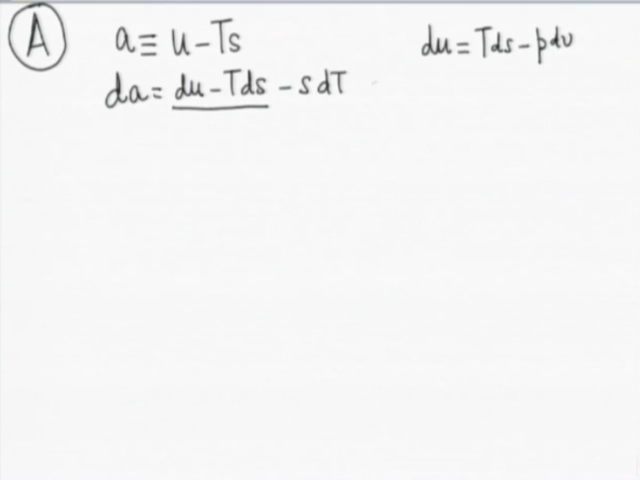 A a ≡ u - Ts du = Tds - pdv
da = du - Tds - sdT